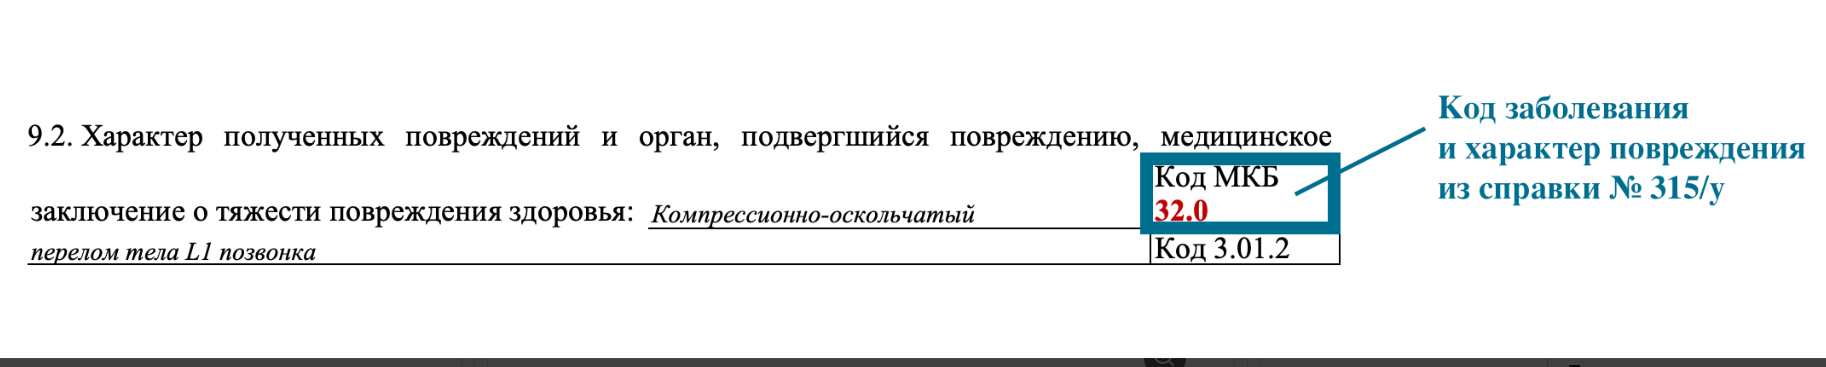 9.2. Характер полученных повреждений и орган, подвергшийся повреждению, медицинское
заключение о тяжести повреждения здоровья: Компрессионно-оскольчатый
перелом тела L1 позвонка
Код МКБ
32.0
Код 3.01.2
Код заболевания
и характер повреждения
из справки № 315/у